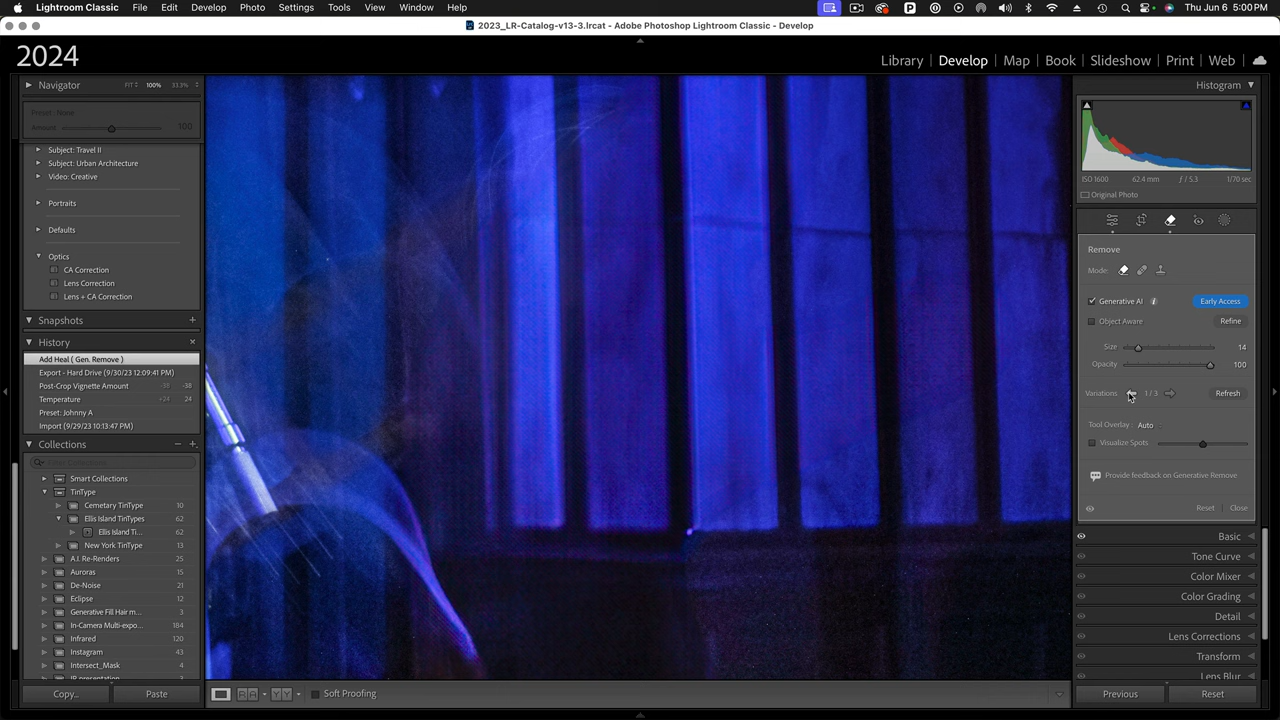 Lightroom Classic File Edit Develop Photo Settings Tools View Window Help Thu Jun 6 5:00PM
2023_LR-Catalog-v13-3.lrcat - Adobe Photoshop Lightroom Classic - Develop
2024
Library | Develop | Map | Book | Slideshow | Print | Web
Navigator FIT 100% 33.3%
Preset: None
Amount 100
Subject: Travel II
Subject: Urban Architecture
Video: Creative
Portraits
Defaults
Optics
CA Correction
Lens Correction
Lens + CA Correction
Snapshots +
History ×
Add Heal ( Gen. Remove )
Export - Hard Drive (9/30/23 12:09:41 PM)
Post-Crop Vignette Amount -38 -38
Temperature +24 24
Preset: Johnny A
Import (9/29/23 10:13:47 PM)
Collections − +
Smart Collections
TinType
Cemetary TinType 10
Ellis Island TinTypes 62
Ellis Island Ti... 62
New York TinType 13
A.I. Re-Renders 25
Auroras 15
De-Noise 21
Eclipse 12
Generative Fill Hair m... 3
In-Camera Multi-expo... 184
Infrared 120
Instagram 43
Intersect_Mask 4
Copy... Paste
Soft Proofing
Histogram
ISO 1600 62.4 mm ƒ / 5.3 1/70 sec
Original Photo
Remove
Mode:
Generative AI i Early Access
Object Aware Refine
Size 14
Opacity 100
Variations 1 / 3 Refresh
Tool Overlay: Auto
Visualize Spots
Provide feedback on Generative Remove
Reset Close
Basic
Tone Curve
Color Mixer
Color Grading
Detail
Lens Corrections
Transform
Lens Blur
Previous Reset